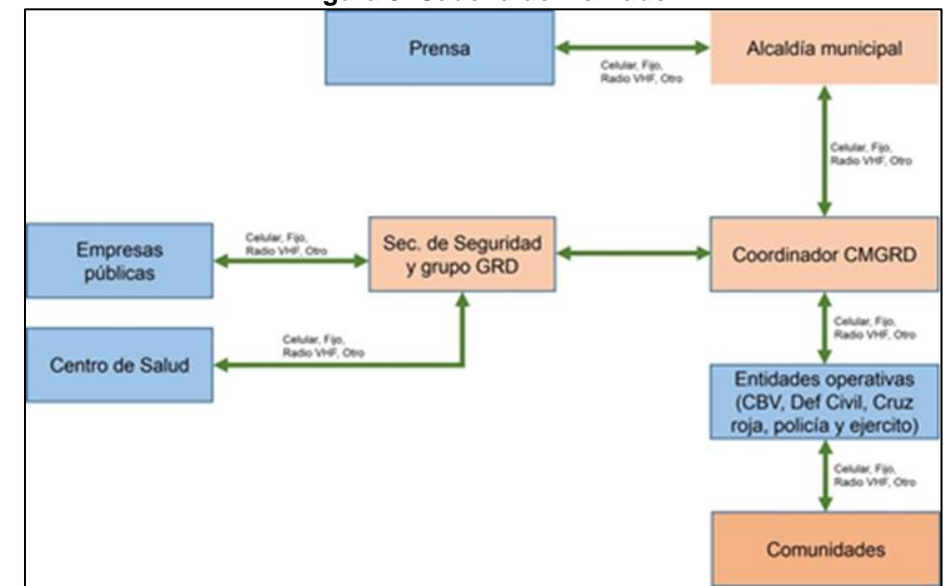 Prensa
Alcaldía municipal
Celular, Fijo,
Radio VHF, Otro
Celular, Fijo,
Radio VHF, Otro
Empresas
públicas
Celular, Fijo,
Radio VHF, Otro
Sec. de Seguridad
y grupo GRD
Coordinador CMGRD
Centro de Salud
Celular, Fijo,
Radio VHF, Otro
Celular, Fijo,
Radio VHF, Otro
Entidades operativas
(CBV, Def Civil, Cruz
roja, policía y ejercito)
Celular, Fijo,
Radio VHF, Otro
Comunidades